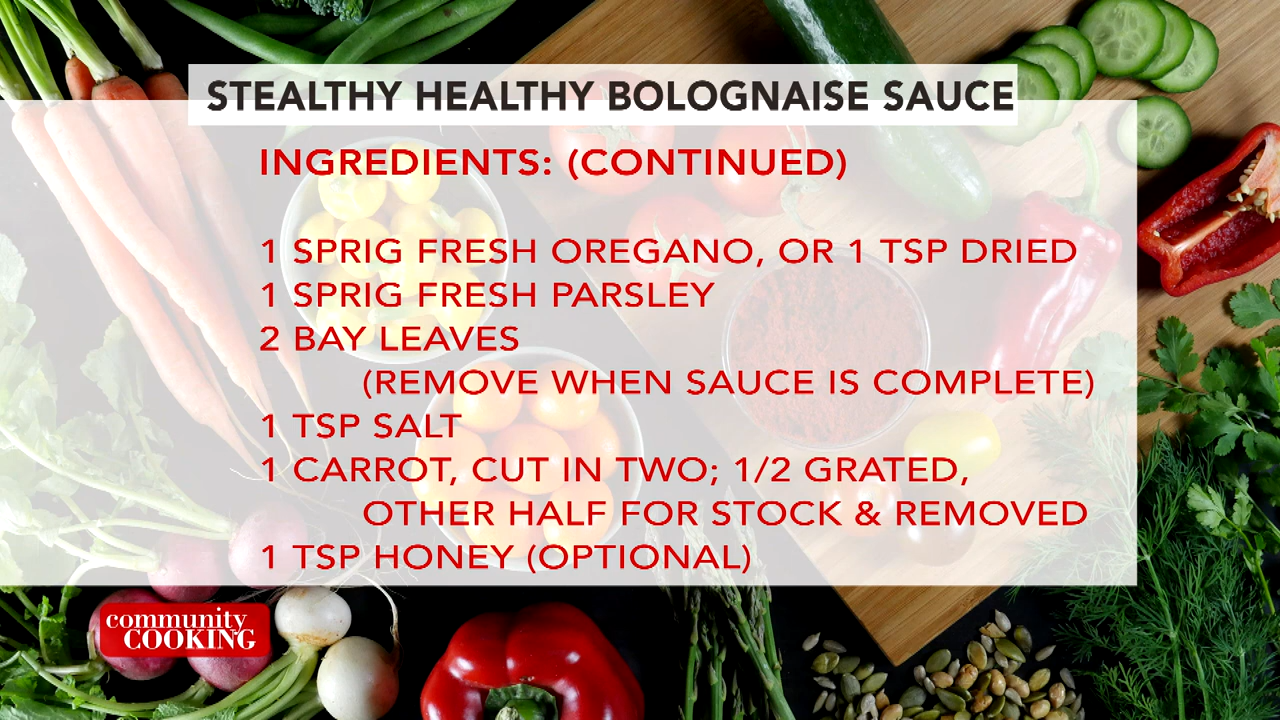 STEALTHY HEALTHY BOLOGNAISE SAUCE
INGREDIENTS: (CONTINUED)
1 SPRIG FRESH OREGANO, OR 1 TSP DRIED
1 SPRIG FRESH PARSLEY
2 BAY LEAVES
(REMOVE WHEN SAUCE IS COMPLETE)
1 TSP SALT
1 CARROT, CUT IN TWO; 1/2 GRATED,
OTHER HALF FOR STOCK & REMOVED
1 TSP HONEY (OPTIONAL)
community
COOKING